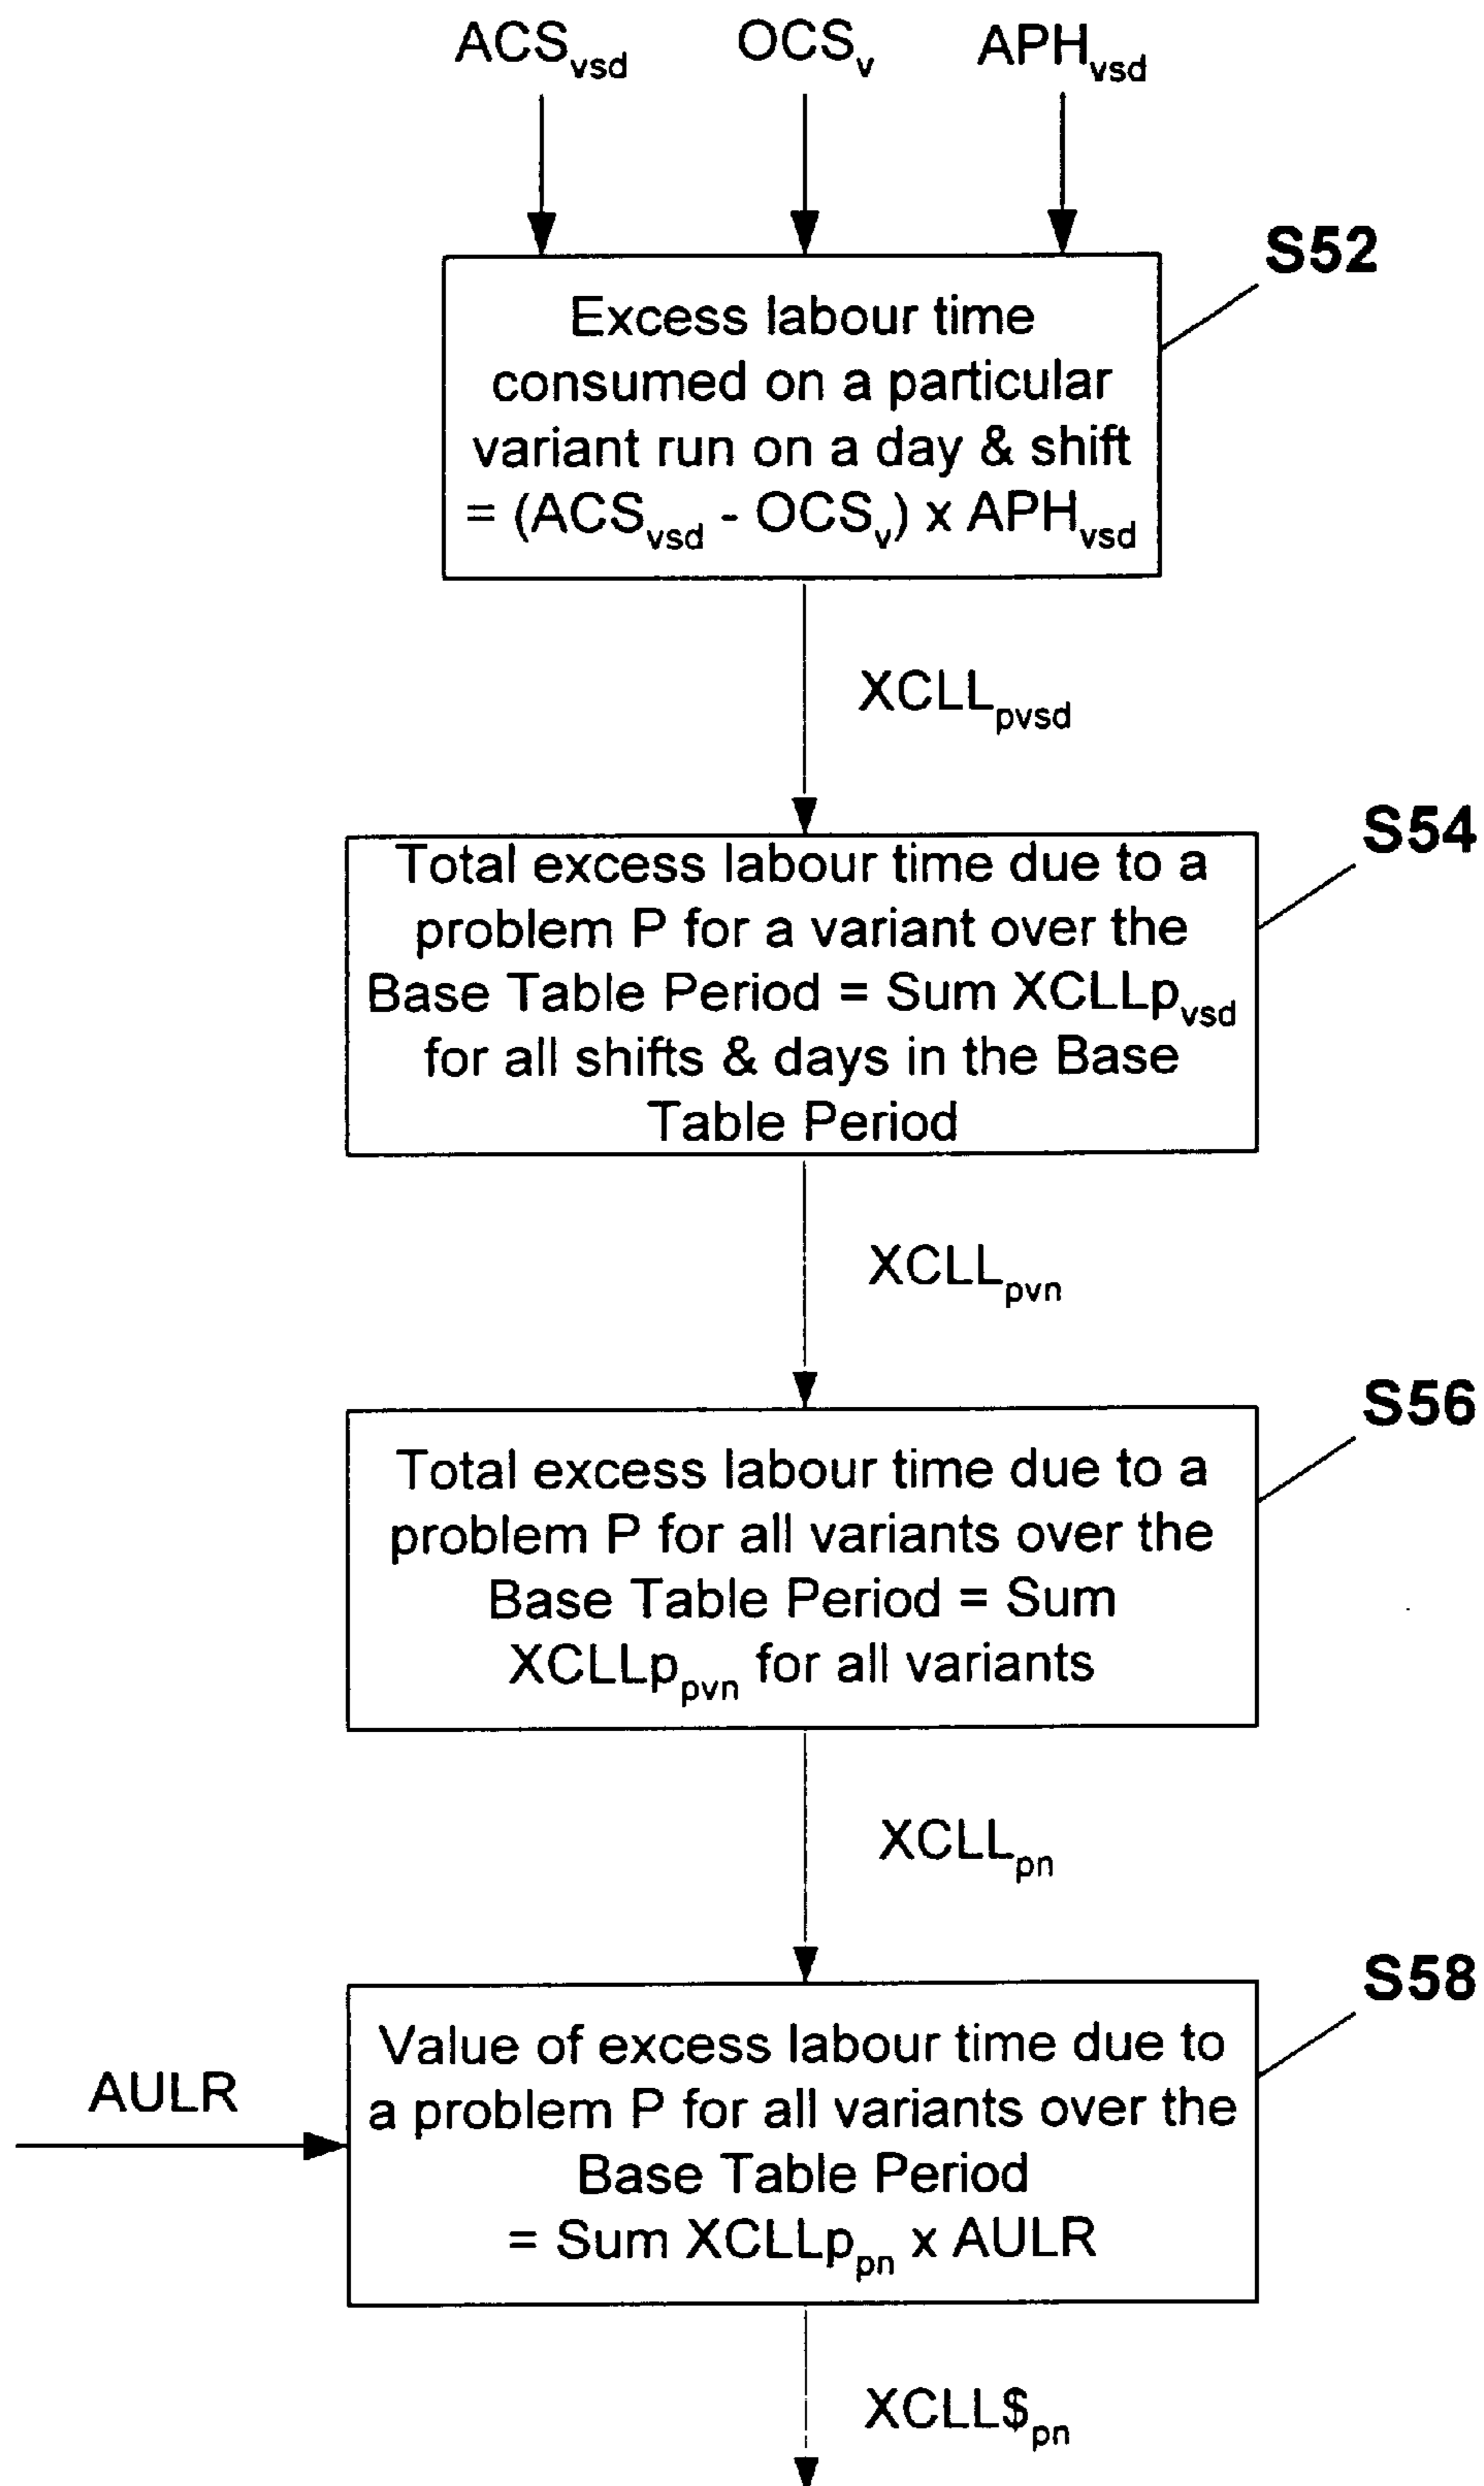 ACSvsd OCSv APHvsd
S52
Excess labour time
consumed on a particular
variant run on a day & shift
= (ACSvsd - OCSv) x APHvsd
XCLLpvsd
S54
Total excess labour time due to a
problem P for a variant over the
Base Table Period = Sum XCLLpvsd
for all shifts & days in the Base
Table Period
XCLLpvn
S56
Total excess labour time due to a
problem P for all variants over the
Base Table Period = Sum
XCLLppvn for all variants
XCLLpn
S58
AULR
Value of excess labour time due to
a problem P for all variants over the
Base Table Period
= Sum XCLLppn x AULR
XCLL$pn